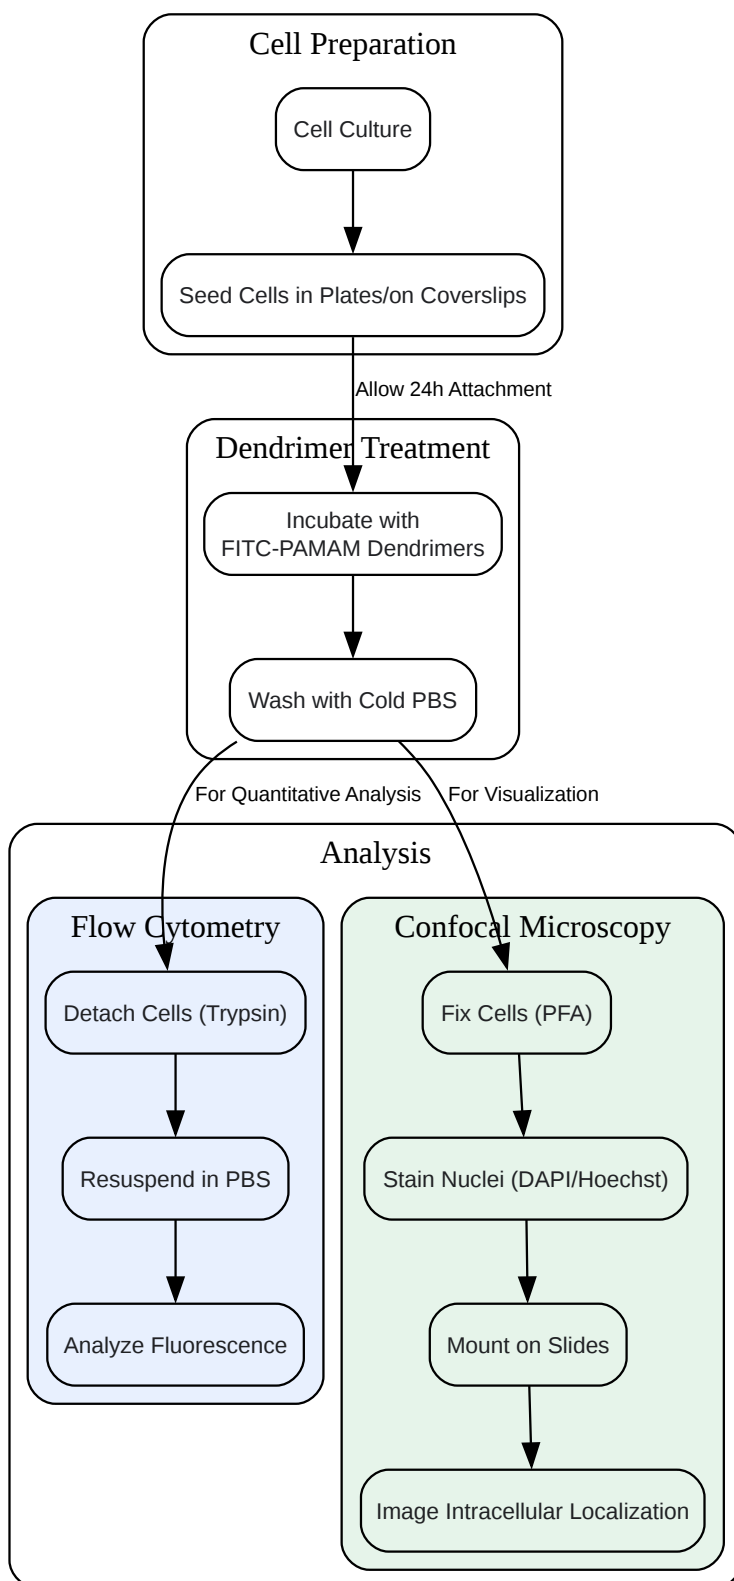 Cell Preparation
Cell Culture
Seed Cells in Plates/on Coverslips
Allow 24h Attachment
Dendrimer Treatment
Incubate with
FITC-PAMAM Dendrimers
Wash with Cold PBS
For Quantitative Analysis
For Visualization
Analysis
Flow Cytometry
Detach Cells (Trypsin)
Resuspend in PBS
Analyze Fluorescence
Confocal Microscopy
Fix Cells (PFA)
Stain Nuclei (DAPI/Hoechst)
Mount on Slides
Image Intracellular Localization